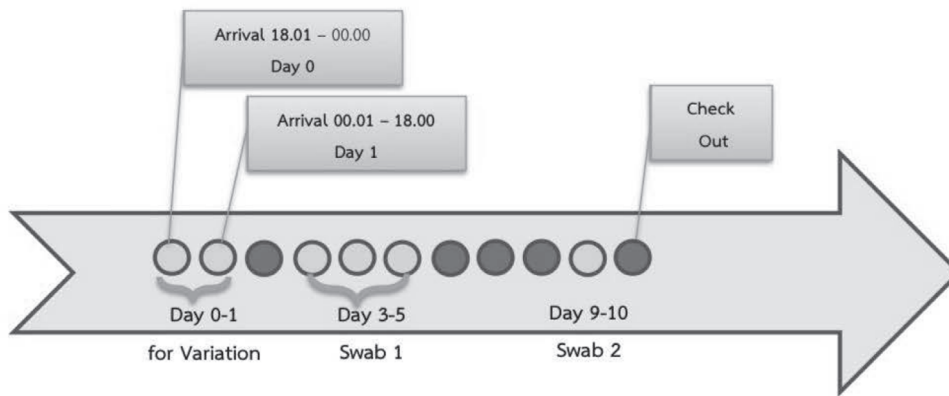 Arrival 18.01 – 00.00
Day 0
Arrival 00.01 – 18.00
Day 1
Check
Out
Day 0-1
for Variation
Day 3-5
Swab 1
Day 9-10
Swab 2